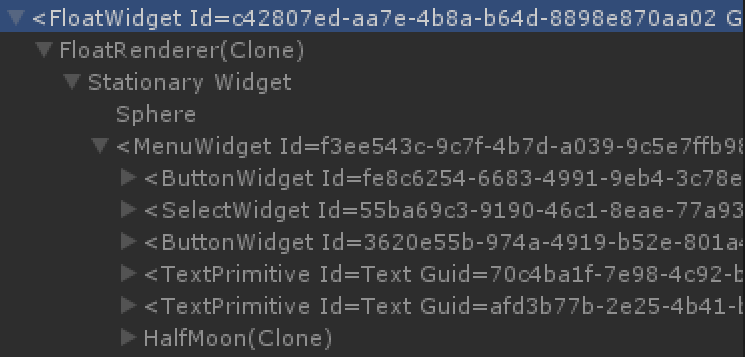 <FloatWidget Id=c42807ed-aa7e-4b8a-b64d-8898e870aa02 G
FloatRenderer(Clone)
Stationary Widget
Sphere
<MenuWidget Id=f3ee543c-9c7f-4b7d-a039-9c5e7ffb98
<ButtonWidget Id=fe8c6254-6683-4991-9eb4-3c78e
<SelectWidget Id=55ba69c3-9190-46c1-8eae-77a93
<ButtonWidget Id=3620e55b-974a-4919-b52e-801a4
<TextPrimitive Id=Text Guid=70c4ba1f-7e98-4c92-b
<TextPrimitive Id=Text Guid=afd3b77b-2e25-4b41-b
HalfMoon(Clone)